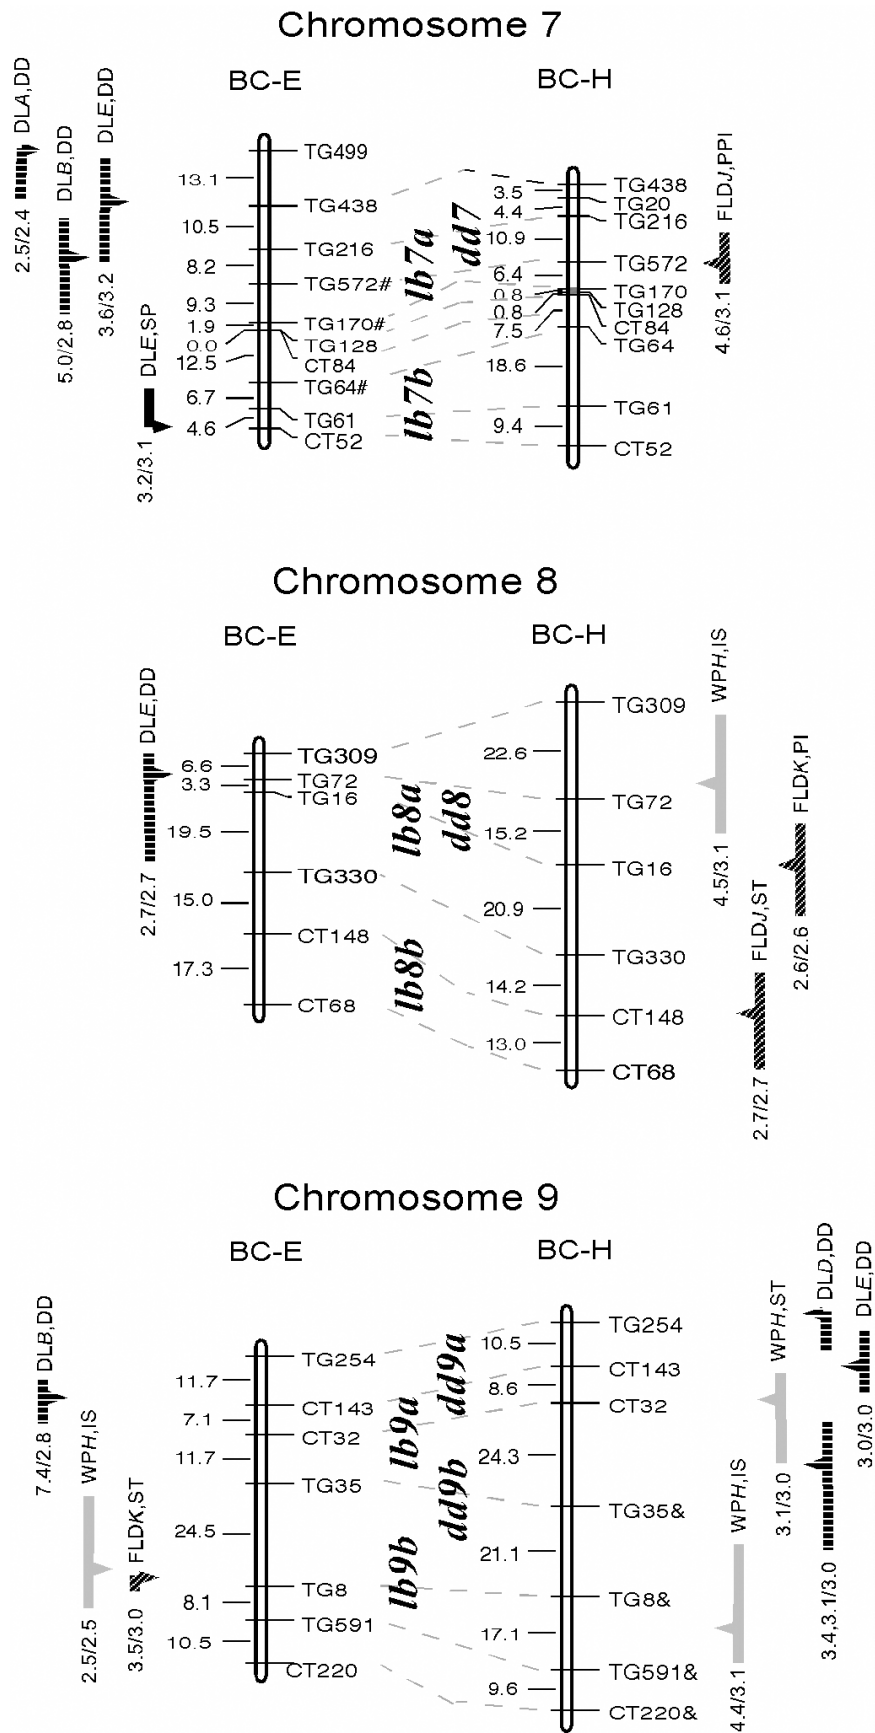 Chromosome 7
BC-E
BC-H
DLA,DD
2.5/2.4
DLB,DD
5.0/2.8
DLE,DD
3.6/3.2
DLE,SP
3.2/3.1
13.1
10.5
8.2
9.3
1.9
0.0
12.5
6.7
4.6
TG499
TG438
TG216
TG572#
TG170#
TG128
CT84
TG64#
TG61
CT52
lb7a
dd7
lb7b
3.5
4.4
10.9
6.4
0.8
0.8
7.5
18.6
9.4
TG438
TG20
TG216
TG572
TG170
TG128
CT84
TG64
TG61
CT52
FLDJ,PPI
4.6/3.1
Chromosome 8
BC-E
BC-H
DLE,DD
2.7/2.7
6.6
3.3
19.5
15.0
17.3
TG309
TG72
TG16
TG330
CT148
CT68
lb8a
dd8
lb8b
22.6
15.2
20.9
14.2
13.0
TG309
TG72
TG16
TG330
CT148
CT68
WPH,IS
4.5/3.1
FLDJ,ST
2.7/2.7
FLDK,PI
2.6/2.6
Chromosome 9
BC-E
BC-H
DLB,DD
7.4/2.8
WPH,IS
2.5/2.5
FLDK,ST
3.5/3.0
11.7
7.1
11.7
24.5
8.1
10.5
TG254
CT143
CT32
TG35
TG8
TG591
CT220
lb9a
dd9a
dd9b
lb9b
10.5
8.6
24.3
21.1
17.1
9.6
TG254
CT143
CT32
TG35&
TG8&
TG591&
CT220&
WPH,IS
4.4/3.1
WPH,ST
3.1/3.0
DLD,DD
3.4,3.1/3.0
DLE,DD
3.0/3.0